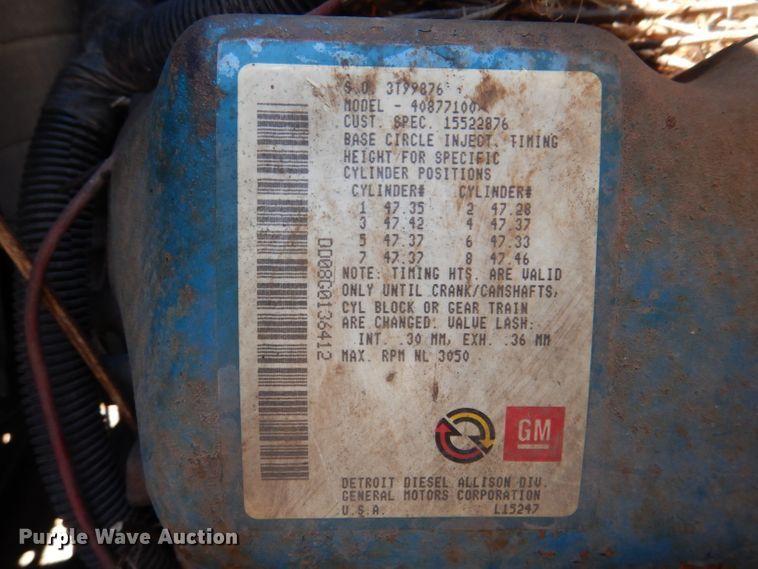 S.O. 3T99876
MODEL - 40877100
CUST. SPEC. 15522876
BASE CIRCLE INJECT. TIMING
HEIGHT FOR SPECIFIC
CYLINDER POSITIONS
CYLINDER# CYLINDER#
1 47.35 2 47.28
3 47.42 4 47.37
5 47.37 6 47.33
7 47.37 8 47.46
NOTE: TIMING HTS. ARE VALID
ONLY UNTIL CRANK/CAMSHAFTS,
CYL BLOCK OR GEAR TRAIN
ARE CHANGED. VALVE LASH:
INT. .30 MM, EXH. .36 MM
MAX. RPM NL 3050
DD08G0136412
GM
DETROIT DIESEL ALLISON DIV.
GENERAL MOTORS CORPORATION
U.S.A. L15247
Purple Wave Auction